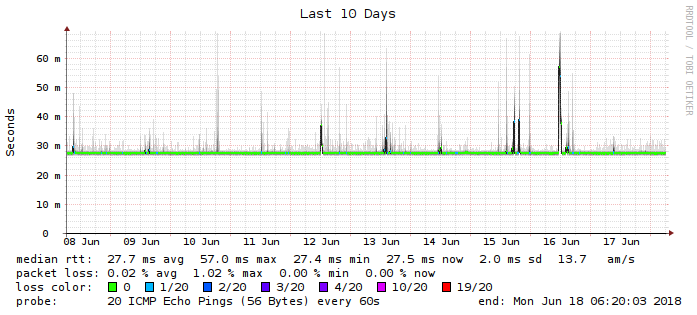 Last 10 Days
RRDTOOL / TOBI OETIKER
Seconds
60 m
50 m
40 m
30 m
20 m
10 m
0
08 Jun 09 Jun 10 Jun 11 Jun 12 Jun 13 Jun 14 Jun 15 Jun 16 Jun 17 Jun
median rtt: 27.7 ms avg 57.0 ms max 27.4 ms min 27.5 ms now 2.0 ms sd 13.7 am/s
packet loss: 0.02 % avg 1.02 % max 0.00 % min 0.00 % now
loss color: 0 1/20 2/20 3/20 4/20 10/20 19/20
probe: 20 ICMP Echo Pings (56 Bytes) every 60s end: Mon Jun 18 06:20:03 2018